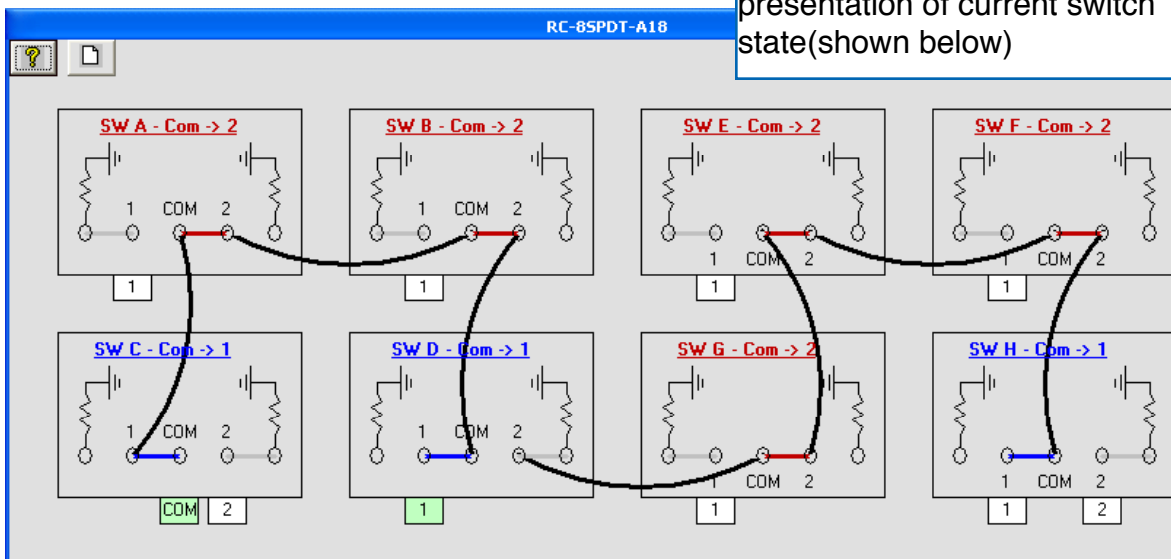 presentation of current switch
state(shown below)
RC-8SPDT-A18
?
SW A - Com -> 2
SW B - Com -> 2
SW E - Com -> 2
SW F - Com -> 2
1 COM 2
1 COM 2
1 COM 2
1 COM 2
1
1
1
1
SW C - Com -> 1
SW D - Com -> 1
SW G - Com -> 2
SW H - Com -> 1
1 COM 2
1 COM 2
1 COM 2
1 COM 2
COM 2
1
1
1 2